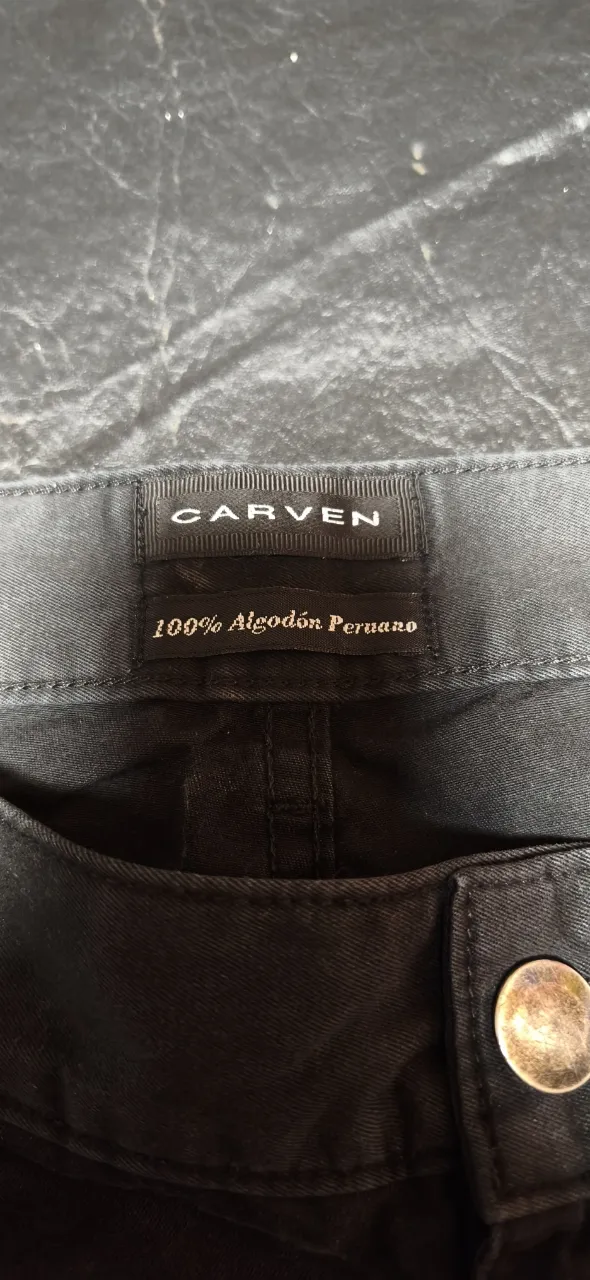 CARVEN
100% Algodón Peruano